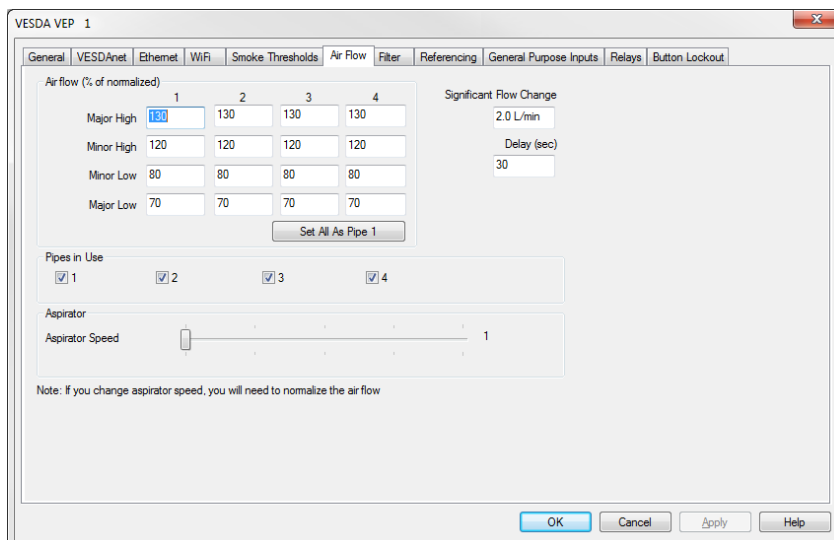 VESDA VEP 1
General VESDAnet Ethernet WiFi Smoke Thresholds Air Flow Filter Referencing General Purpose Inputs Relays Button Lockout
Air flow (% of normalized)
1 2 3 4
Major High 130 130 130 130
Minor High 120 120 120 120
Minor Low 80 80 80 80
Major Low 70 70 70 70
Set All As Pipe 1
Significant Flow Change
2.0 L/min
Delay (sec)
30
Pipes in Use
1 2 3 4
Aspirator
Aspirator Speed 1
Note: If you change aspirator speed, you will need to normalize the air flow
OK Cancel Apply Help